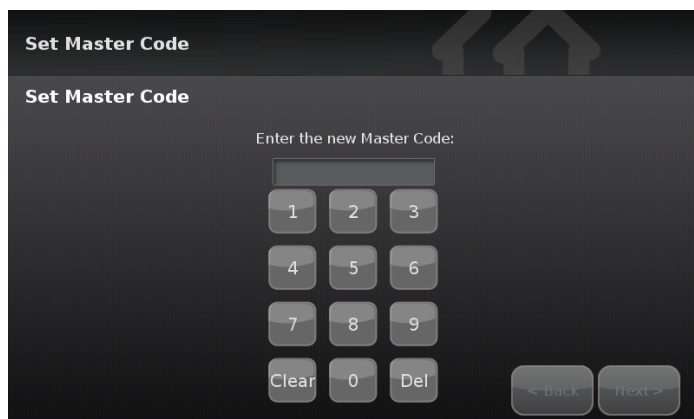 Set Master Code
Set Master Code
Enter the new Master Code:
1 2 3
4 5 6
7 8 9
Clear 0 Del
< Back Next >